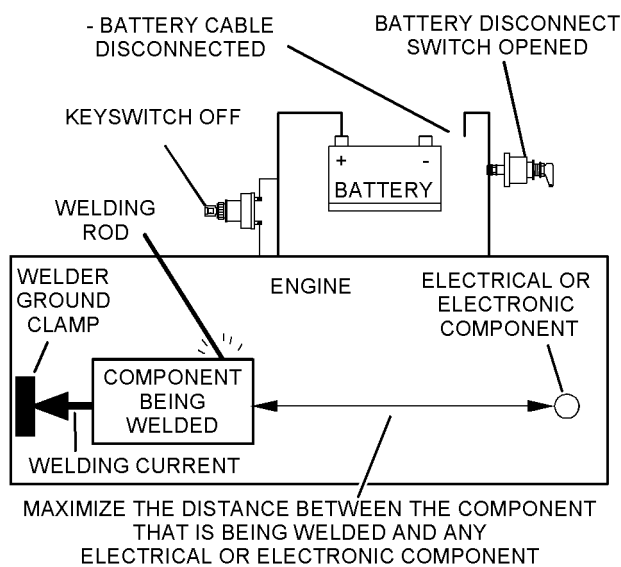 - BATTERY CABLE
DISCONNECTED
BATTERY DISCONNECT
SWITCH OPENED
KEYSWITCH OFF
+ -
BATTERY
WELDING
ROD
WELDER
GROUND
CLAMP
ENGINE
ELECTRICAL OR
ELECTRONIC
COMPONENT
COMPONENT
BEING
WELDED
WELDING CURRENT
MAXIMIZE THE DISTANCE BETWEEN THE COMPONENT
THAT IS BEING WELDED AND ANY
ELECTRICAL OR ELECTRONIC COMPONENT